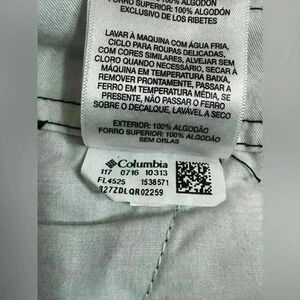 FORRO SUPERIOR: 100% ALGODÓN
EXCLUSIVO DE LOS RIBETES
LAVAR À MAQUINA COM ÁGUA FRIA,
CICLO PARA ROUPAS DELICADAS,
COM CORES SIMILARES, ALVEJAR SEM
CLORO QUANDO NECESSÁRIO, SECAR À
MÁQUINA EM TEMPERATURA BAIXA,
REMOVER PRONTAMENTE, PASSAR A FERRO
EM TEMPERATURA MÉDIA, SE
PRECISO, NÃO PASSAR O FERRO
SOBRE O DECALQUE, LAVÁVEL A SECO
EXTERIOR: 100% ALGODÃO
FORRO SUPERIOR: 100% ALGODÃO
SEM ORLAS
Columbia
117 0716 10313
FL4525 1538571
327ZDLQR02259